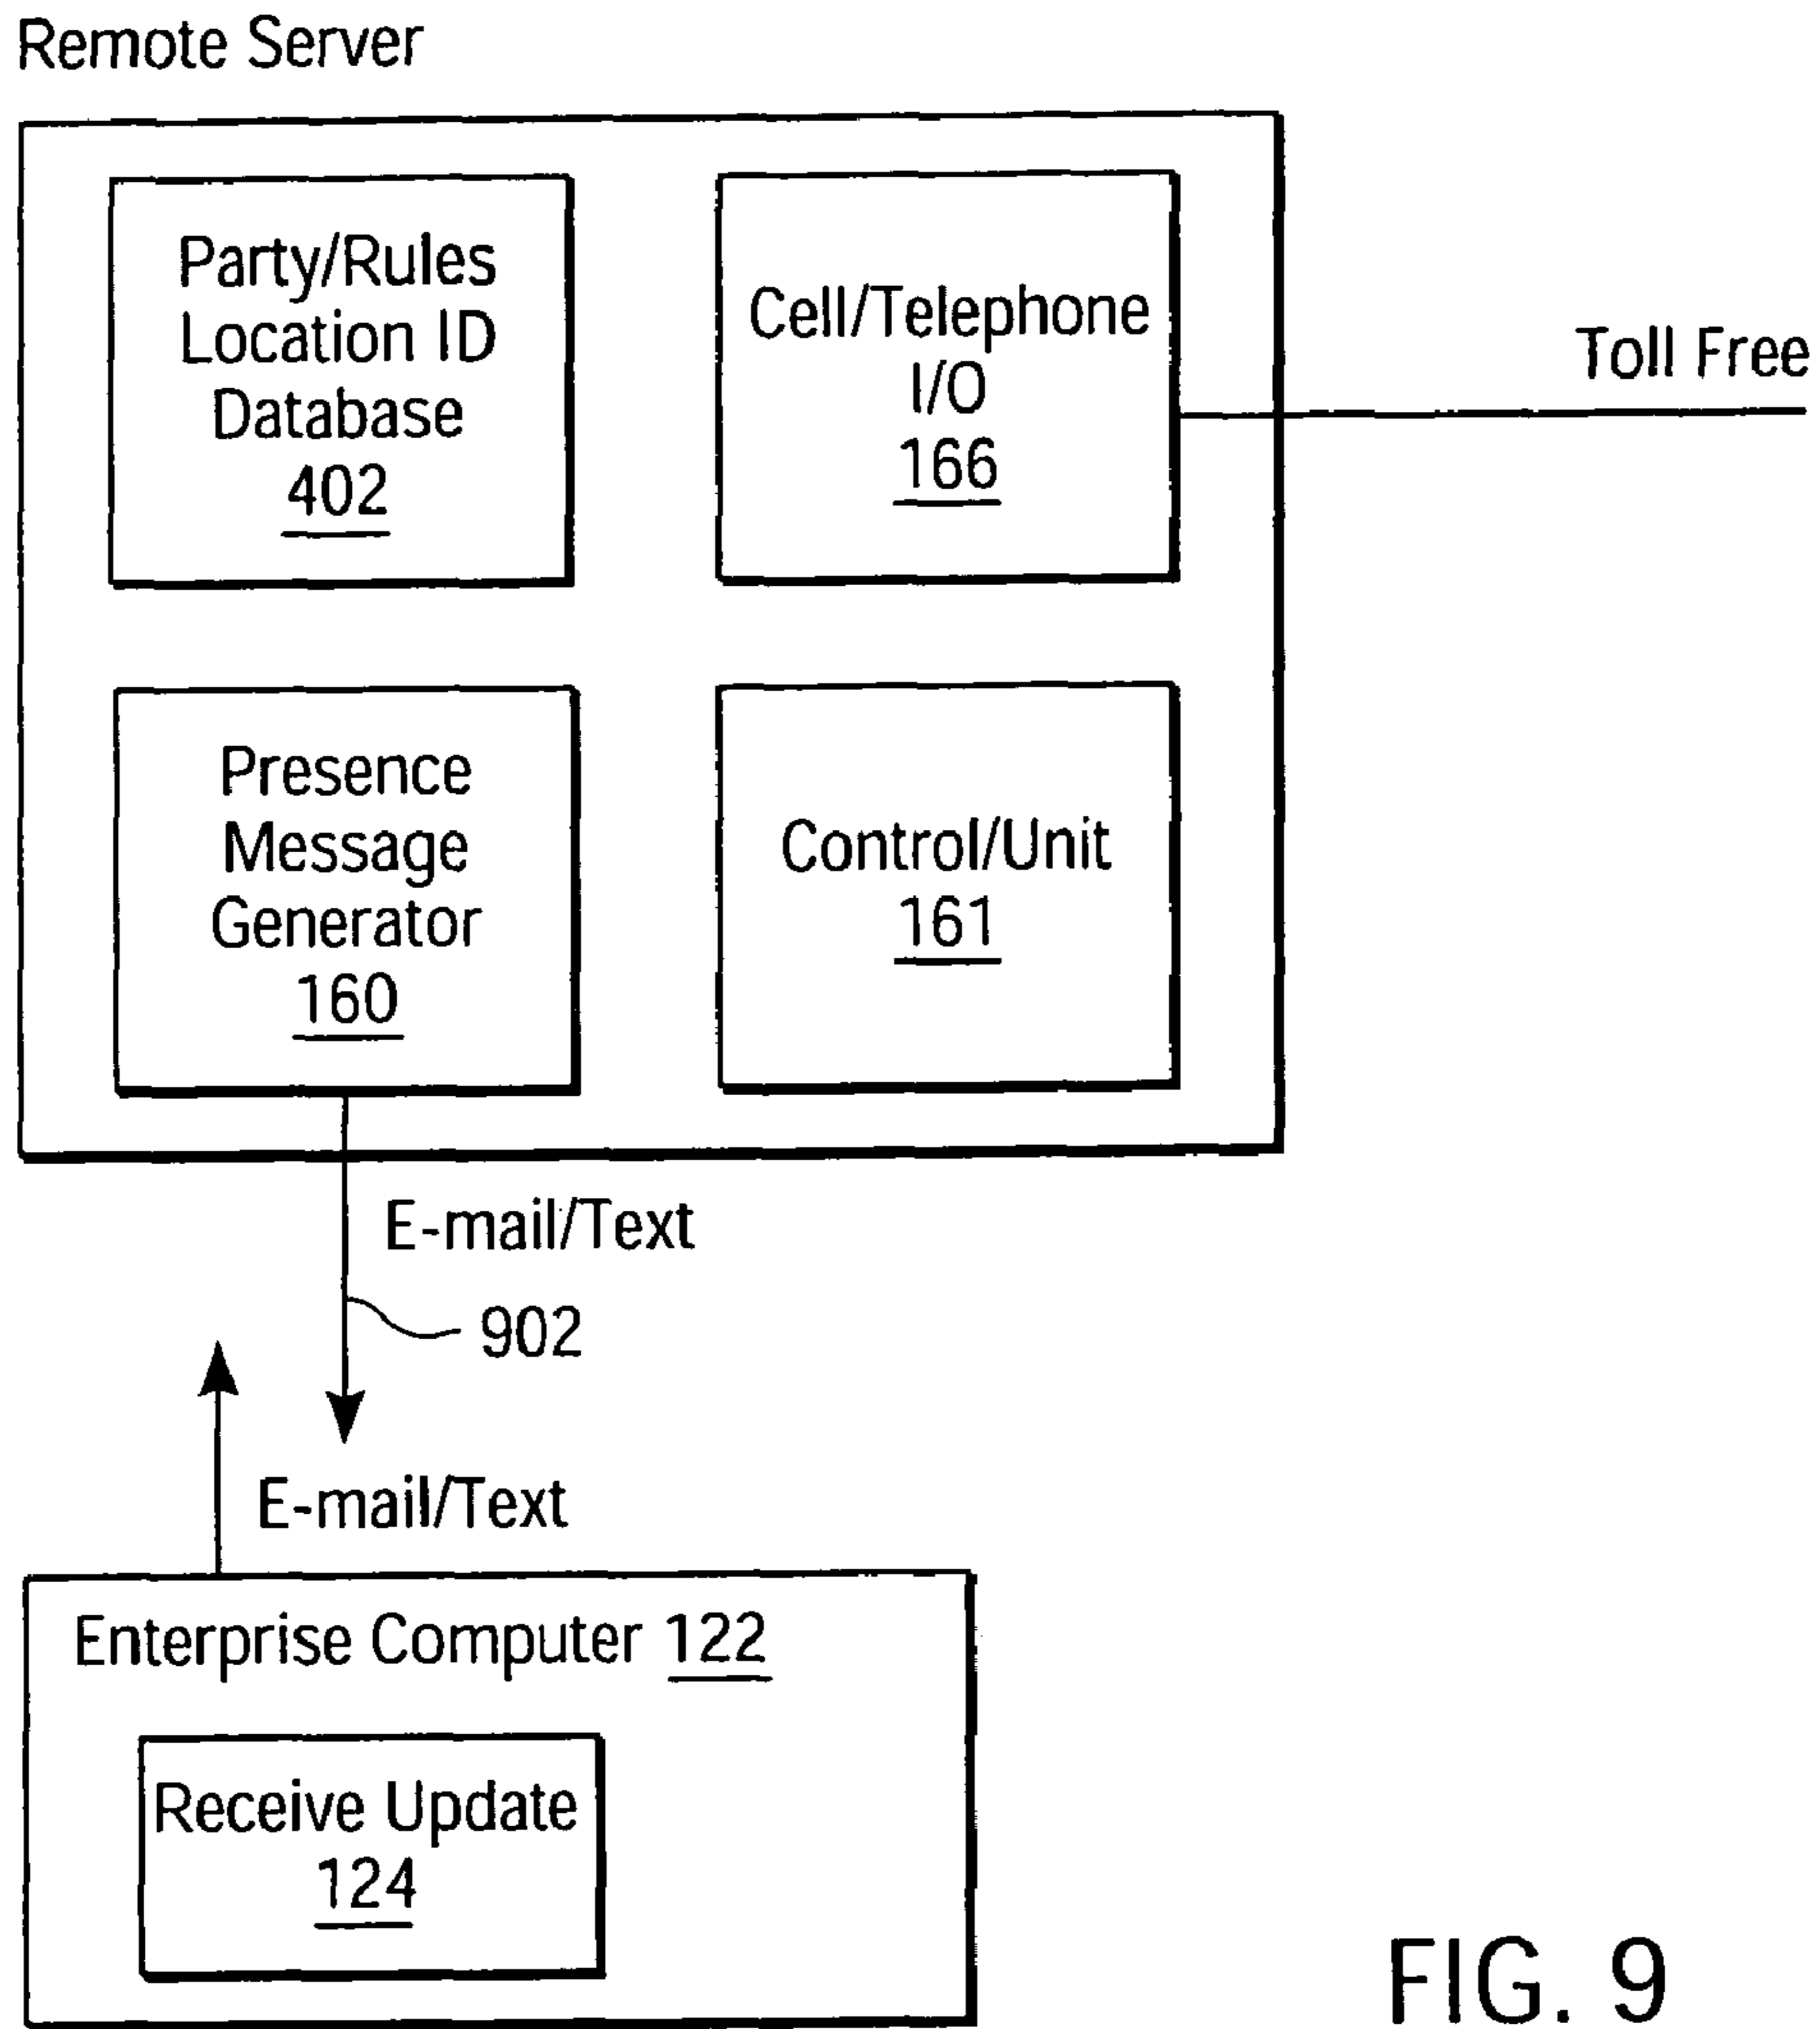 Remote Server
Party/Rules
Location ID
Database
402
Cell/Telephone
I/O
166
Toll Free
Presence
Message
Generator
160
Control/Unit
161
E-mail/Text
902
E-mail/Text
Enterprise Computer 122
Receive Update
124
FIG. 9